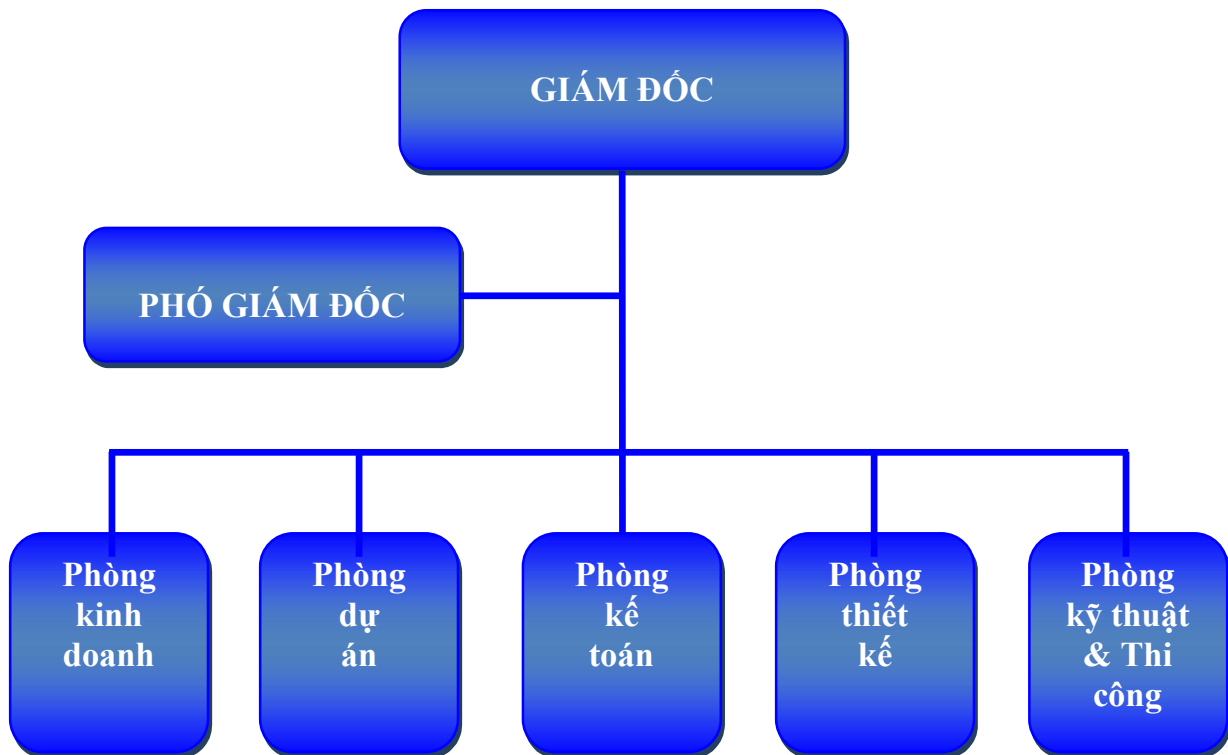 GIÁM ĐỐC
PHÓ GIÁM ĐỐC
Phòng
kinh
doanh
Phòng
dự
án
Phòng
kế
toán
Phòng
thiết
kế
Phòng
kỹ thuật
& Thi
công